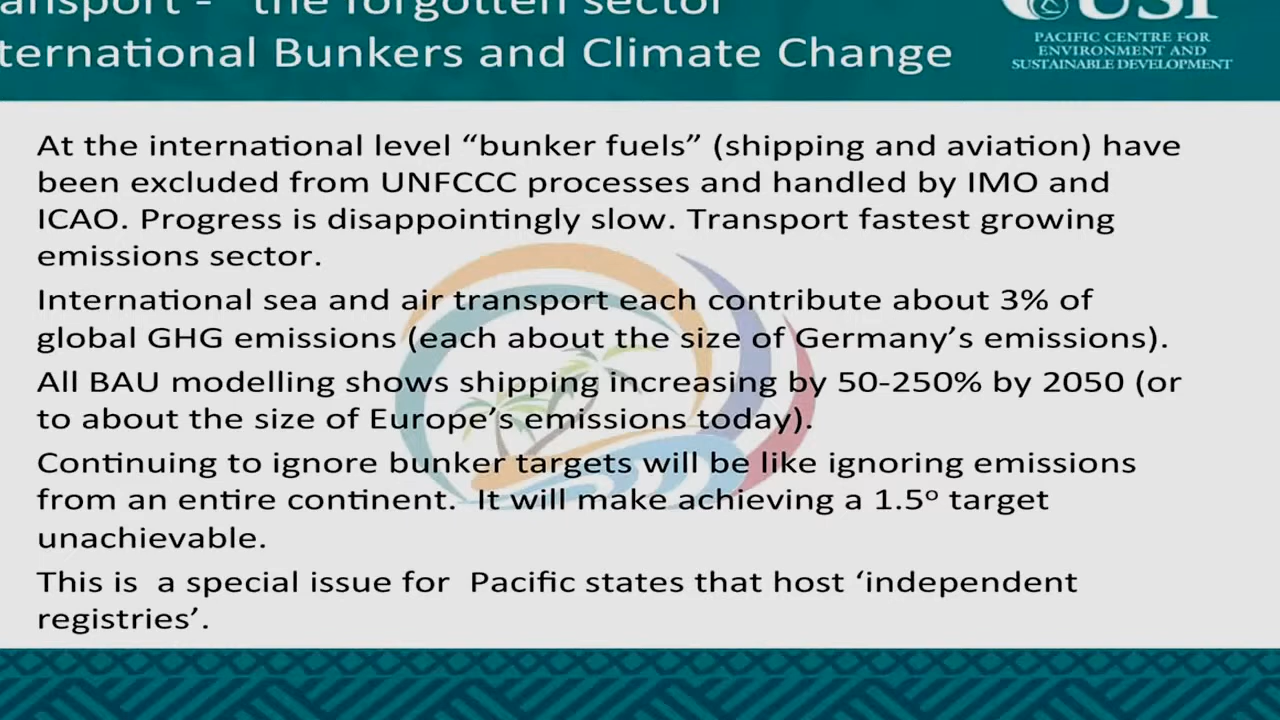 ansport - the forgotten sector
ternational Bunkers and Climate Change
USP
PACIFIC CENTRE FOR
ENVIRONMENT AND
SUSTAINABLE DEVELOPMENT
At the international level “bunker fuels” (shipping and aviation) have
been excluded from UNFCCC processes and handled by IMO and
ICAO. Progress is disappointingly slow. Transport fastest growing
emissions sector.
International sea and air transport each contribute about 3% of
global GHG emissions (each about the size of Germany’s emissions).
All BAU modelling shows shipping increasing by 50-250% by 2050 (or
to about the size of Europe’s emissions today).
Continuing to ignore bunker targets will be like ignoring emissions
from an entire continent.  It will make achieving a 1.5º target
unachievable.
This is  a special issue for  Pacific states that host ‘independent
registries’.